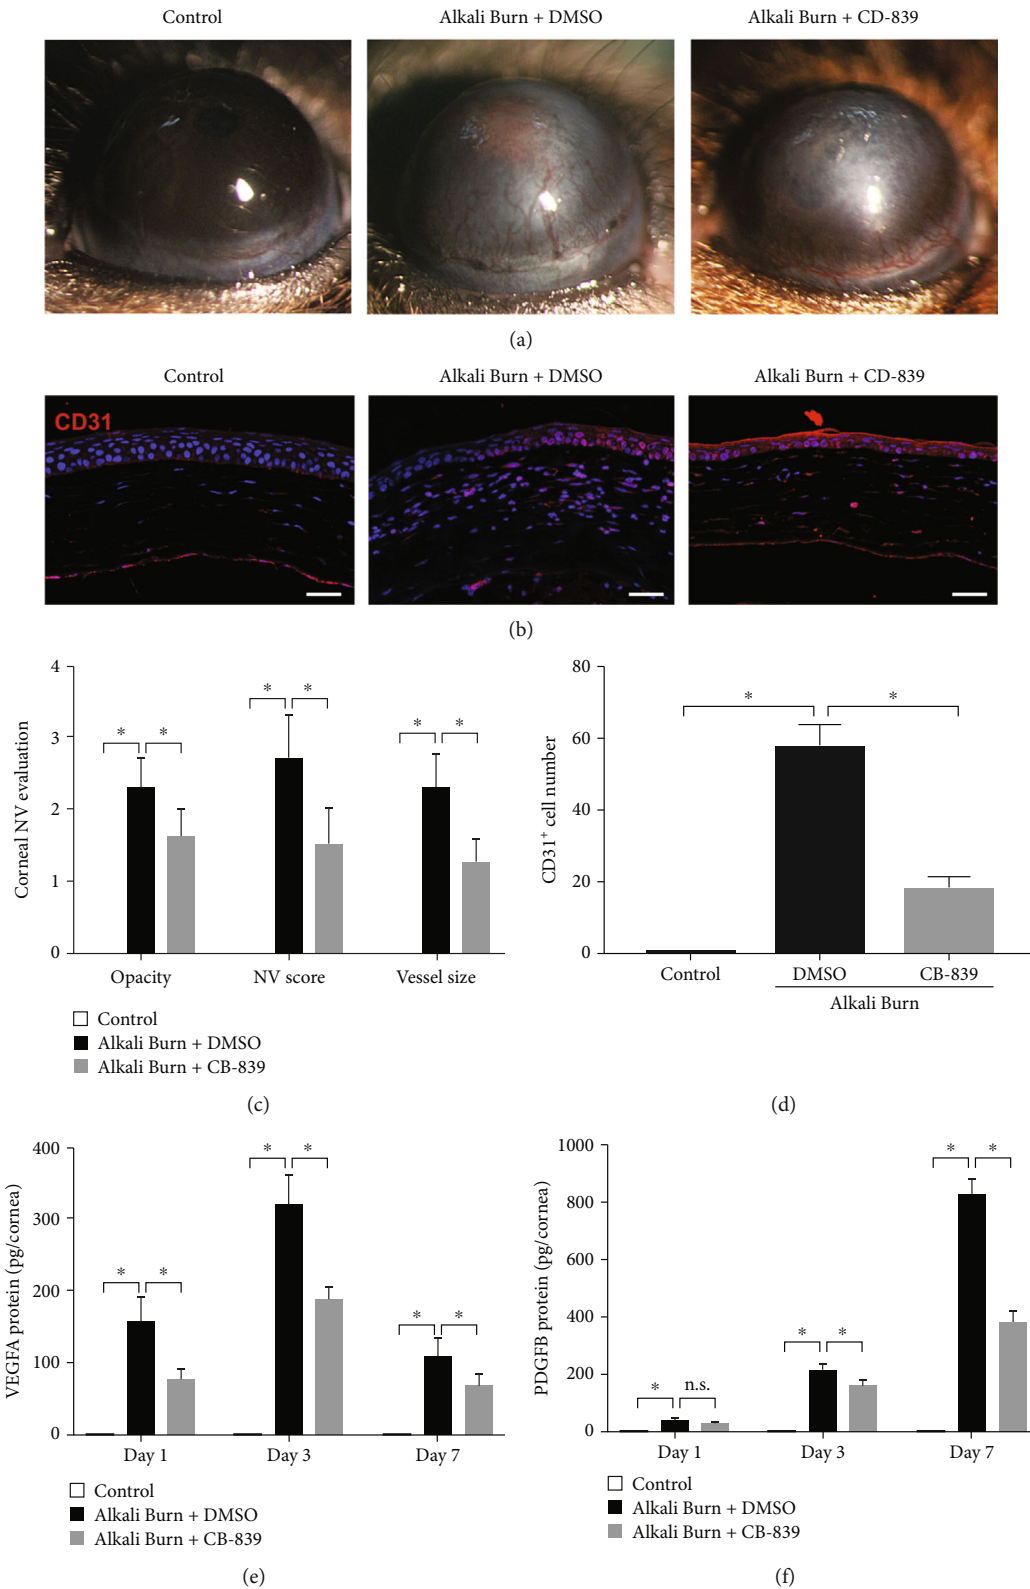 Control
Alkali Burn + DMSO
Alkali Burn + CD-839
(a)
Control
Alkali Burn + DMSO
Alkali Burn + CD-839
CD31
(b)
4
3
2
1
0
Corneal NV evaluation
* *
* *
* *
Opacity
NV score
Vessel size
Control
Alkali Burn + DMSO
Alkali Burn + CB-839
(c)
80
60
40
20
0
CD31+ cell number
* *
Control
DMSO
CB-839
Alkali Burn
(d)
400
300
200
100
0
VEGFA protein (pg/cornea)
* *
* *
* *
Day 1
Day 3
Day 7
Control
Alkali Burn + DMSO
Alkali Burn + CB-839
(e)
1000
800
600
400
200
0
PDGFB protein (pg/cornea)
* n.s.
* *
* *
Day 1
Day 3
Day 7
Control
Alkali Burn + DMSO
Alkali Burn + CB-839
(f)